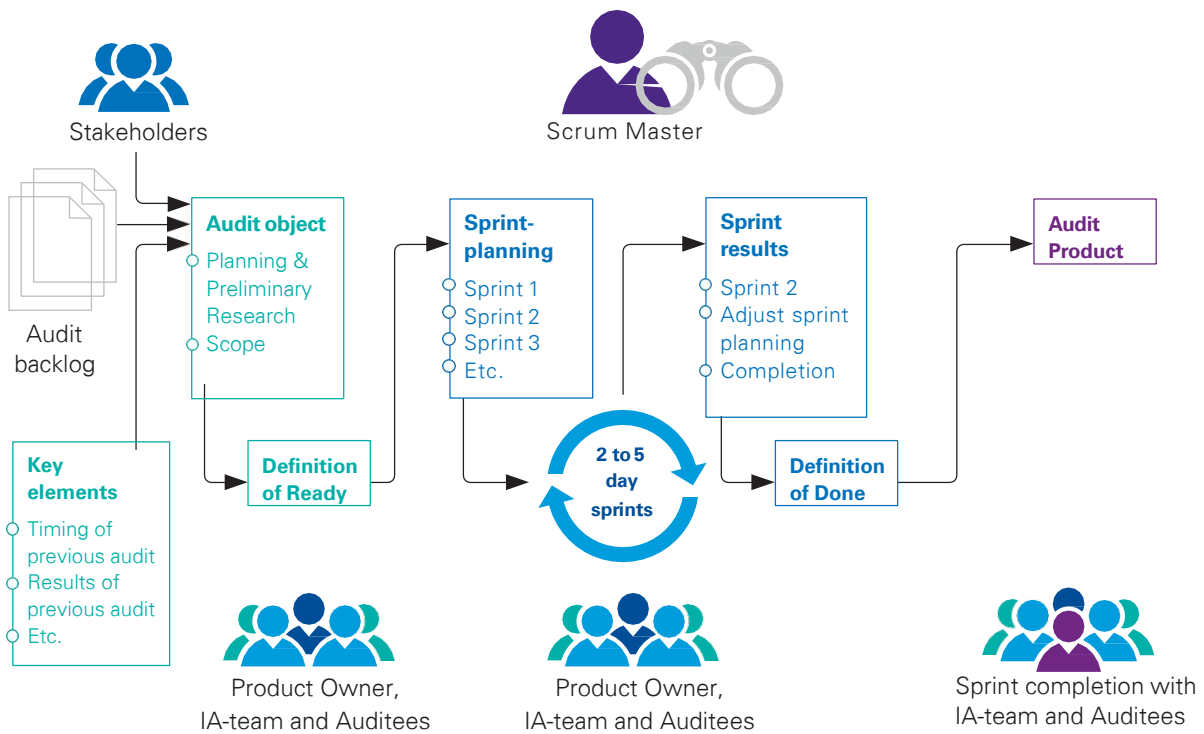 Stakeholders
Scrum Master
Audit
backlog
Audit object
Planning &
Preliminary
Research
Scope
Sprint-
planning
Sprint 1
Sprint 2
Sprint 3
Etc.
Sprint
results
Sprint 2
Adjust sprint
planning
Completion
Audit
Product
Key
elements
Timing of
previous audit
Results of
previous audit
Etc.
Definition
of Ready
2 to 5
day
sprints
Definition
of Done
Product Owner,
IA-team and Auditees
Product Owner,
IA-team and Auditees
Sprint completion with
IA-team and Auditees